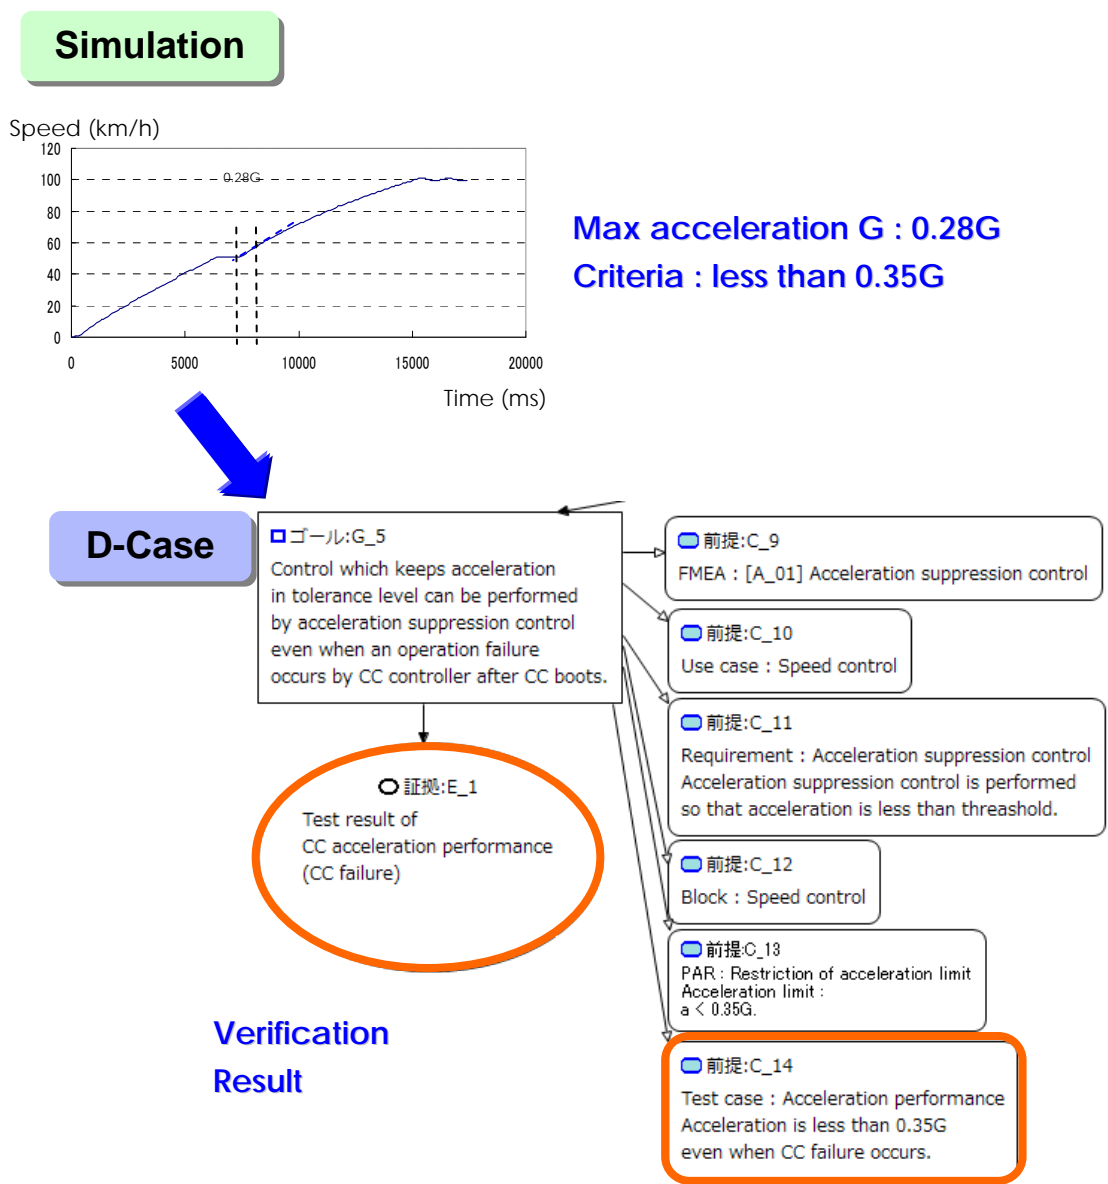 Simulation
Speed (km/h)
120
100
80
60
40
20
0
0.28G
0
5000
10000
15000
20000
Time (ms)
Max acceleration G : 0.28G
Criteria : less than 0.35G
D-Case
ゴール:G_5
Control which keeps acceleration
in tolerance level can be performed
by acceleration suppression control
even when an operation failure
occurs by CC controller after CC boots.
前提:C_9
FMEA : [A_01] Acceleration suppression control
前提:C_10
Use case : Speed control
前提:C_11
Requirement : Acceleration suppression control
Acceleration suppression control is performed
so that acceleration is less than threashold.
証拠:E_1
Test result of
CC acceleration performance
(CC failure)
前提:C_12
Block : Speed control
前提:C_13
PAR : Restriction of acceleration limit
Acceleration limit :
a < 0.35G.
Verification
Result
前提:C_14
Test case : Acceleration performance
Acceleration is less than 0.35G
even when CC failure occurs.